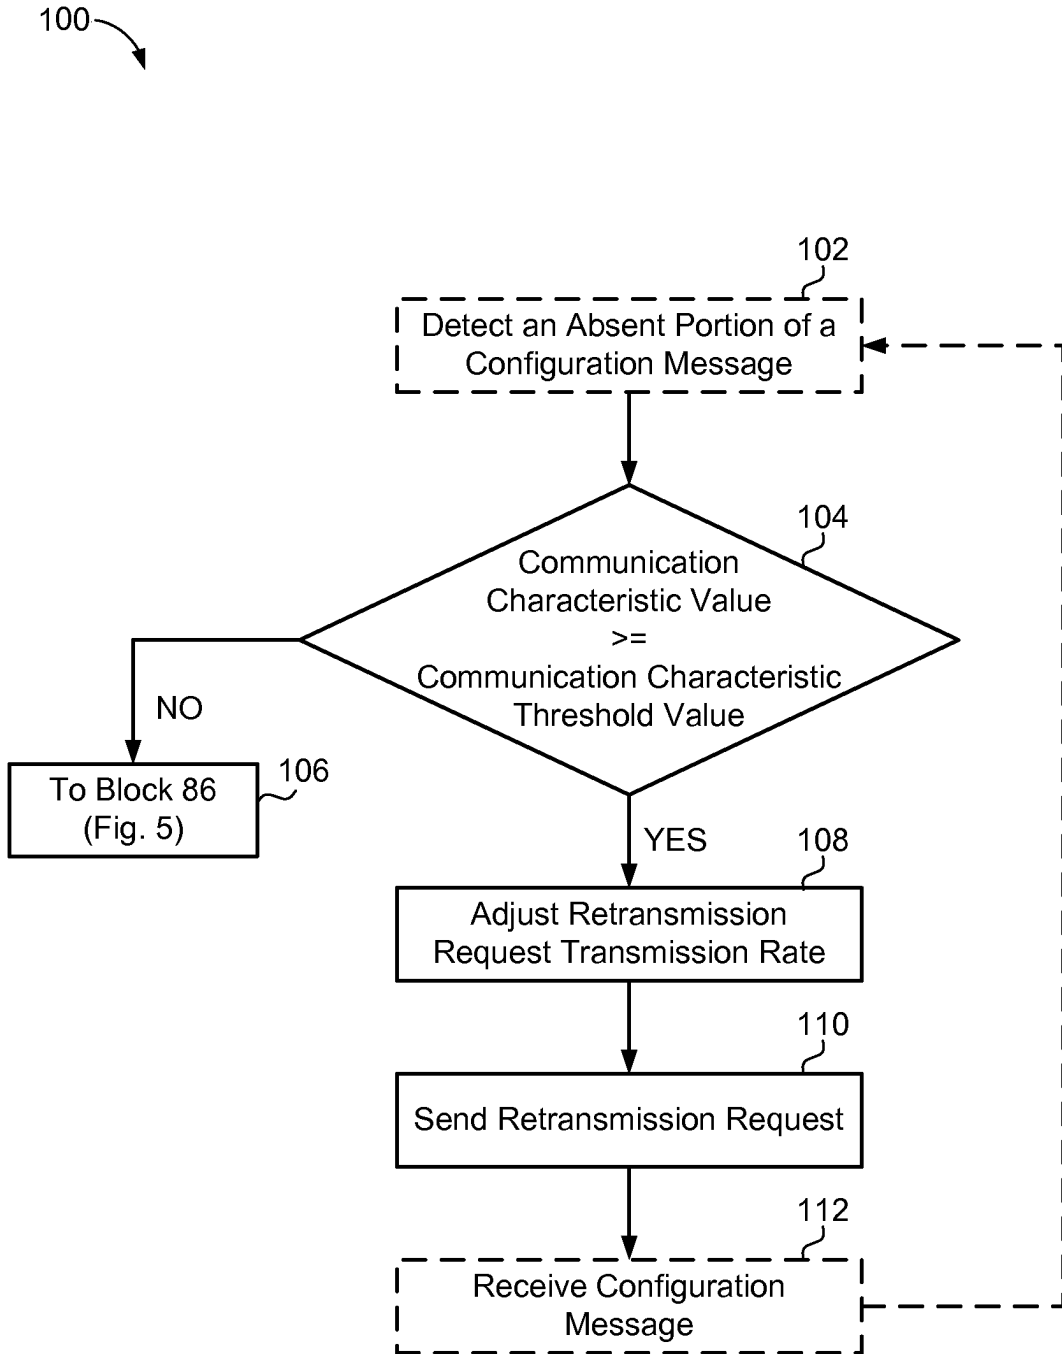 100
102
Detect an Absent Portion of a
Configuration Message
104
Communication
Characteristic Value
>=
Communication Characteristic
Threshold Value
NO
106
To Block 86
(Fig. 5)
YES
108
Adjust Retransmission
Request Transmission Rate
110
Send Retransmission Request
112
Receive Configuration
Message